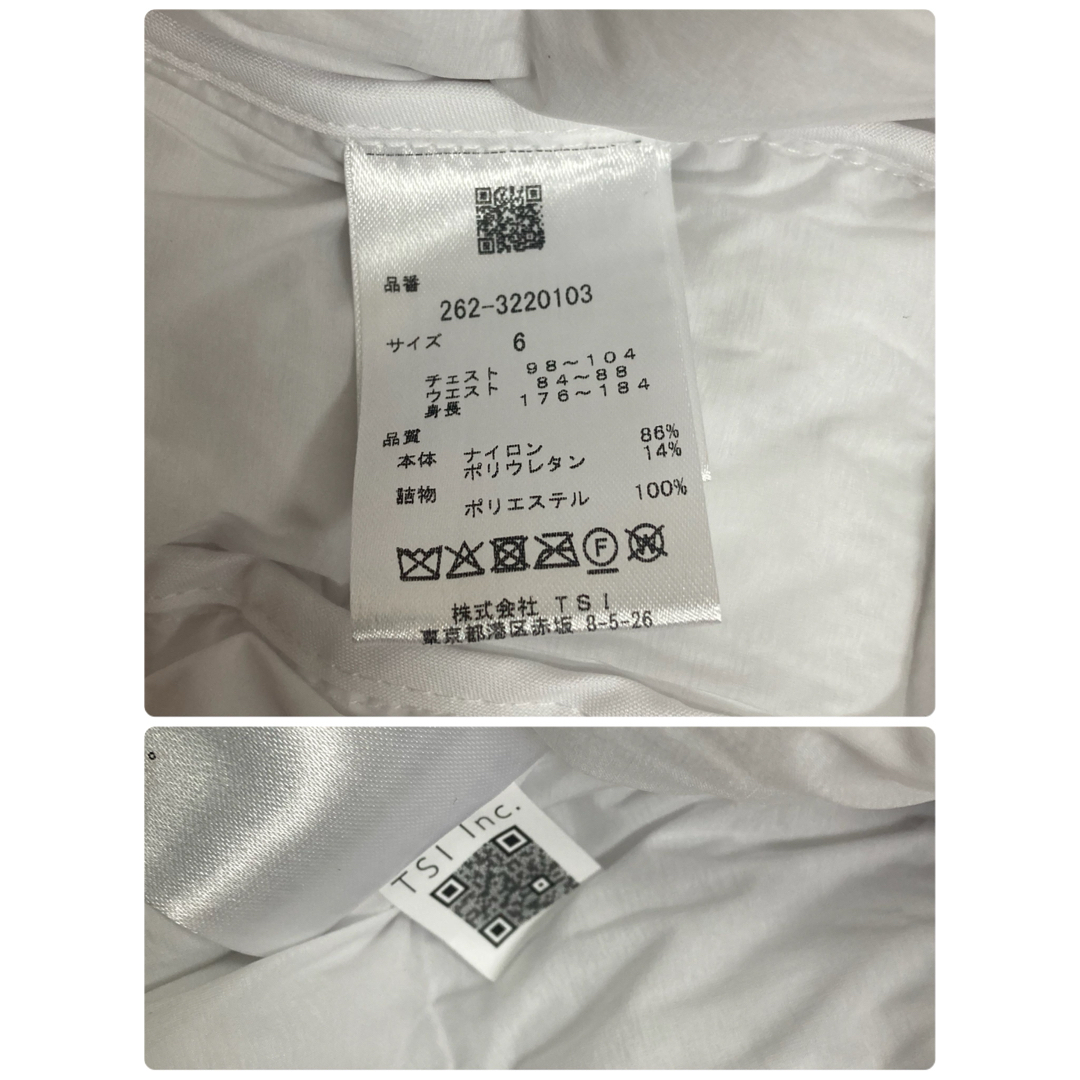 品番
262-3220103
サイズ 6
チェスト 98～104
ウエスト 84～88
身長 176～184
品質
本体 ナイロン 86%
ポリウレタン 14%
詰物 ポリエステル 100%
F
W
株式会社 TSI
東京都港区赤坂 8-5-26
TSI Inc.